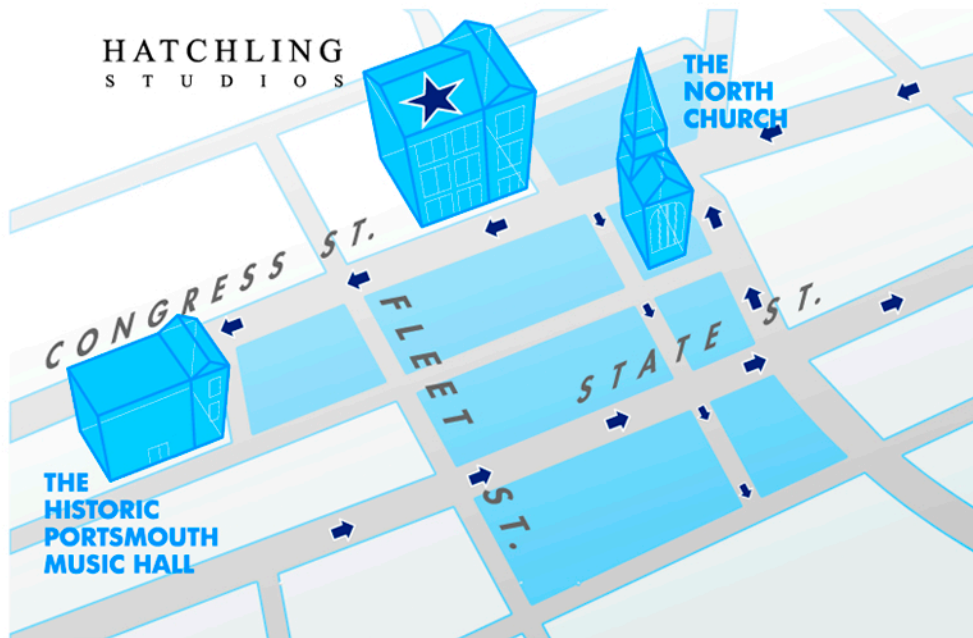 HATCHLING
STUDIOS
THE
NORTH
CHURCH
CONGRESS ST.
FLEET ST.
STATE ST.
THE
HISTORIC
PORTSMOUTH
MUSIC HALL